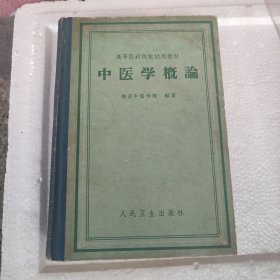 高等医药院校试用教材
中医学概論
南京中医学院 編著
人民卫生出版社